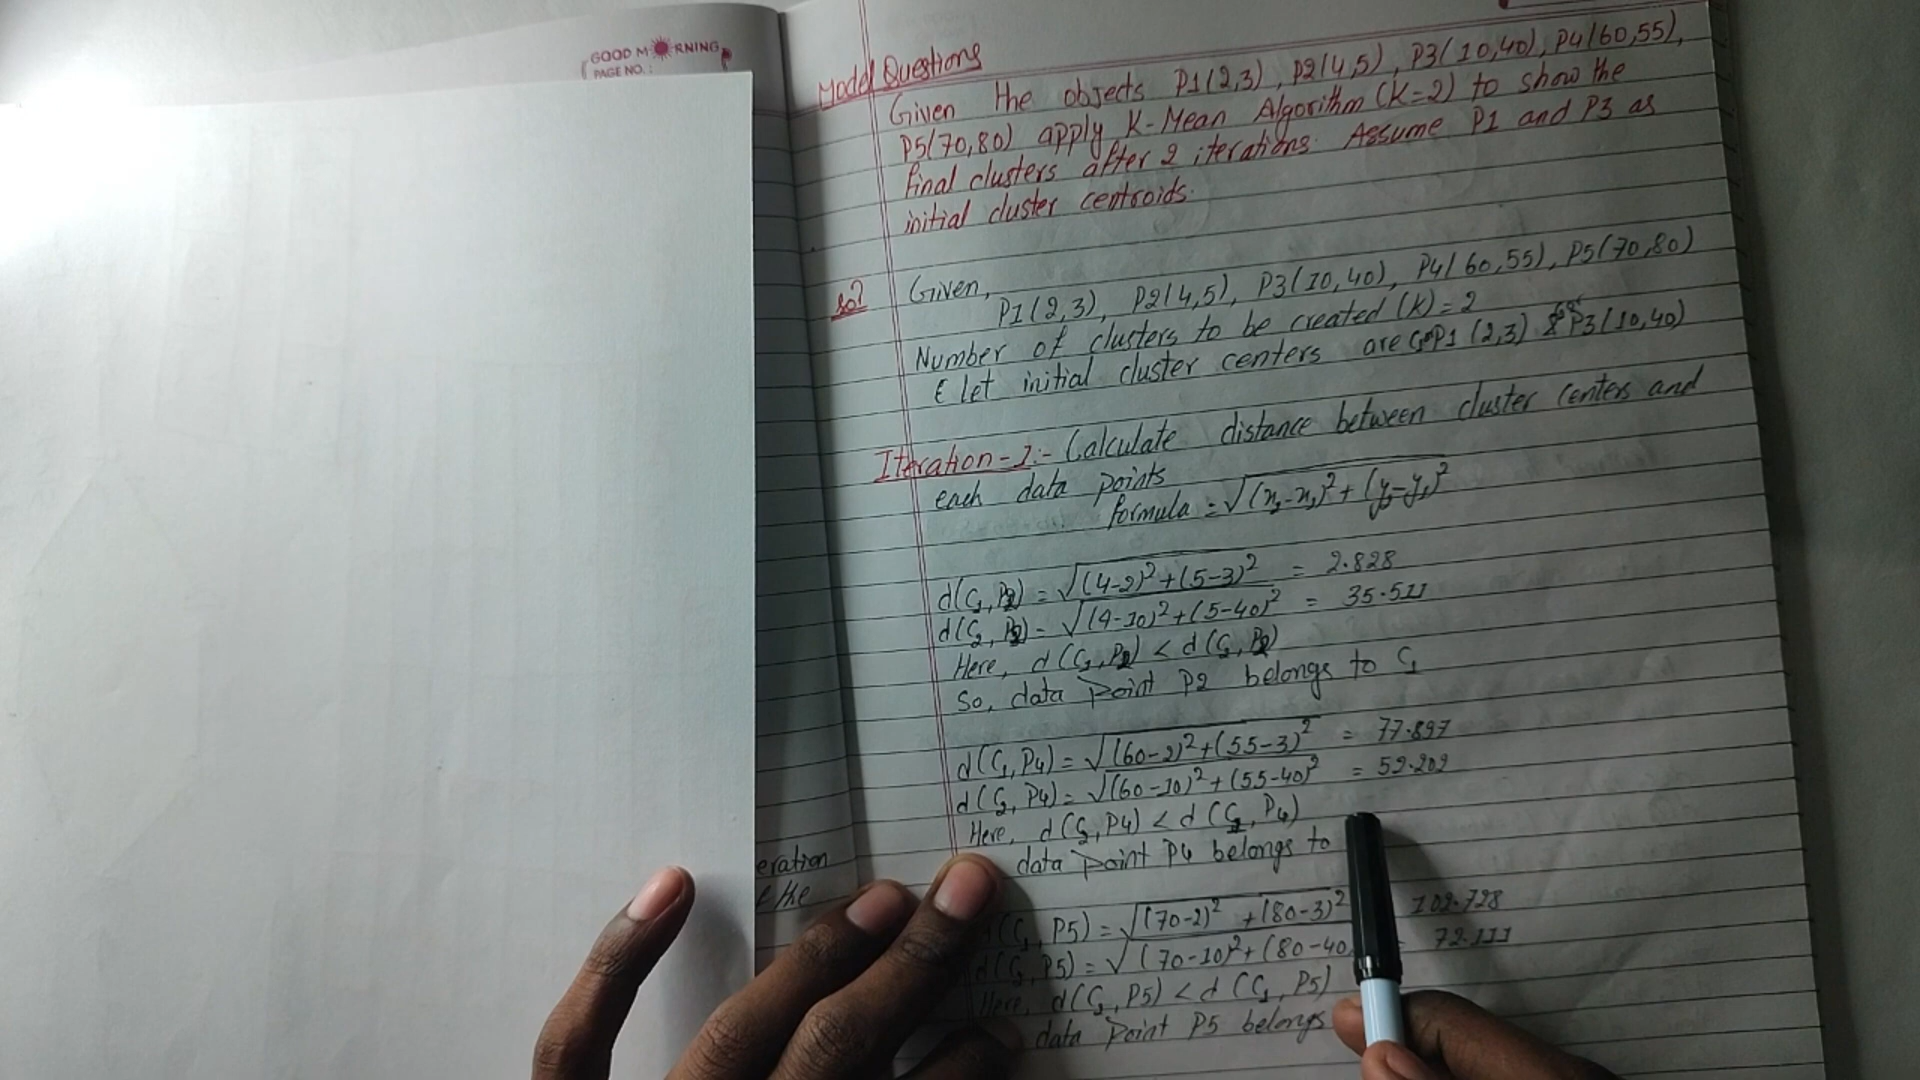 GOOD MORNING
PAGE NO. :
Model Questions
Given the objects P1(2,3), P2(4,5), P3(10,40), P4(60,55),
P5(70,80) apply K-Mean Algorithm (K=2) to show the
final clusters after 2 iterations. Assume P1 and P3 as
initial cluster centroids.
Given,
P1(2,3), P2(4,5), P3(10,40), P4(60,55), P5(70,80)
Number of clusters to be created (K)=2
& let initial cluster centers are P1 (2,3) & P3(10,40)
Iteration-1:- Calculate distance between cluster centers and
each data points
formula = √(x₂-x₁)²+(y₂-y₁)²
d(C₁,P2) = √(4-2)²+(5-3)² = 2.828
d(C₂,P2) = √(4-10)²+(5-40)² = 35.511
Here, d(C₁,P2) < d(C₂,P2)
So, data point P2 belongs to C₁
d(C₁,P4) = √(60-2)²+(55-3)² = 77.897
d(C₂,P4) = √(60-10)²+(55-40)² = 52.202
Here, d(C₂,P4) < d(C₁,P4)
data point P4 belongs to
eration
the
(C₁,P5) = √(70-2)²+(80-3)² 102.728
d(C₂,P5) = √(70-10)²+(80-40 = 72.111
Here, d(C₂,P5) < d(C₁,P5)
data point P5 belongs